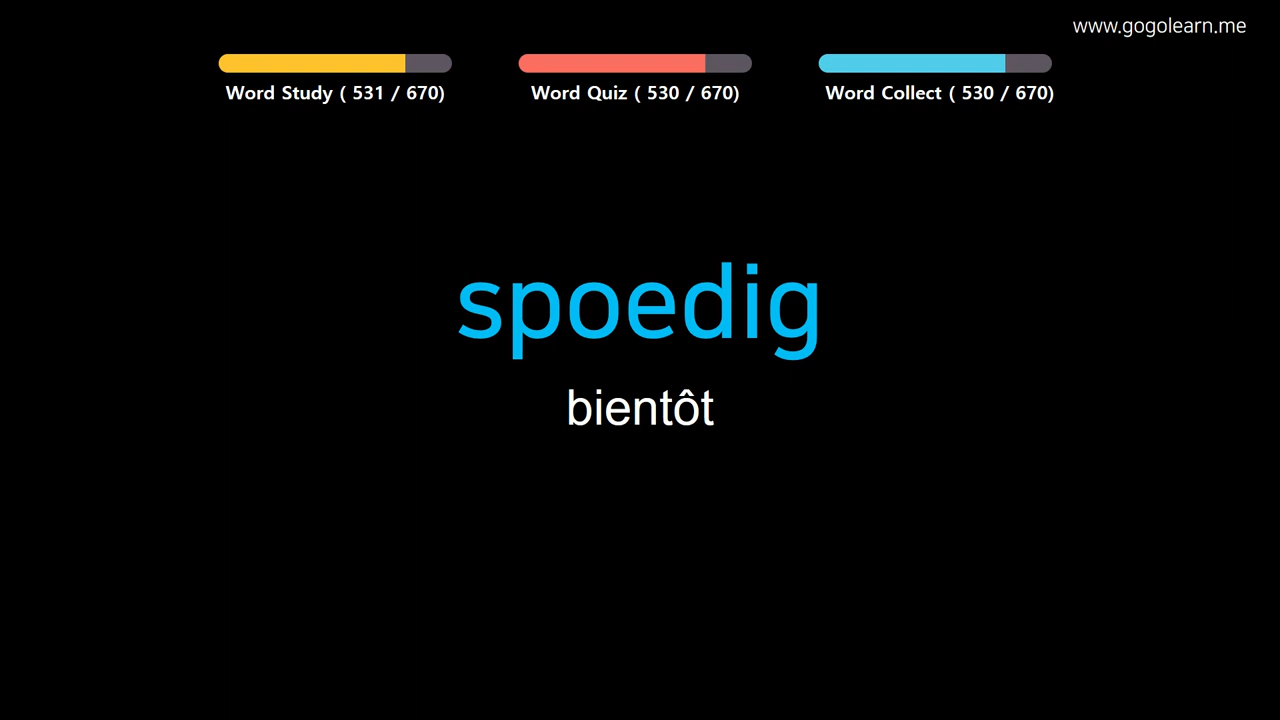 www.gogolearn.me
Word Study ( 531 / 670)
Word Quiz ( 530 / 670)
Word Collect ( 530 / 670)
spoedig
bientôt